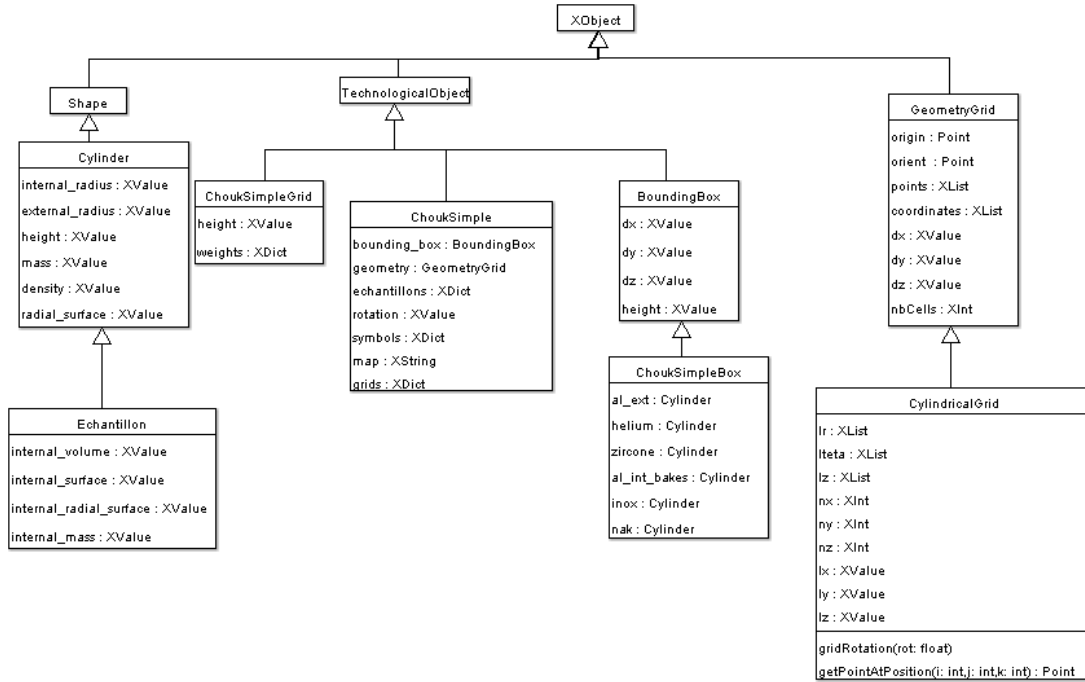 XObject
Shape
TechnologicalObject
GeometryGrid
origin : Point
orient : Point
points : XList
coordinates : XList
dx : XValue
dy : XValue
dz : XValue
nbCells : XInt
Cylinder
internal_radius : XValue
external_radius : XValue
height : XValue
mass : XValue
density : XValue
radial_surface : XValue
ChoukSimpleGrid
height : XValue
weights : XDict
ChoukSimple
bounding_box : BoundingBox
geometry : GeometryGrid
echantillons : XDict
rotation : XValue
symbols : XDict
map : XString
grids : XDict
BoundingBox
dx : XValue
dy : XValue
dz : XValue
height : XValue
ChoukSimpleBox
al_ext : Cylinder
helium : Cylinder
zircone : Cylinder
al_int_bakes : Cylinder
inox : Cylinder
nak : Cylinder
CylindricalGrid
lr : XList
lteta : XList
lz : XList
nx : XInt
ny : XInt
nz : XInt
lx : XValue
ly : XValue
lz : XValue
gridRotation(rot: float)
getPointAtPosition(i: int,j: int,k: int) : Point
Echantillon
internal_volume : XValue
internal_surface : XValue
internal_radial_surface : XValue
internal_mass : XValue